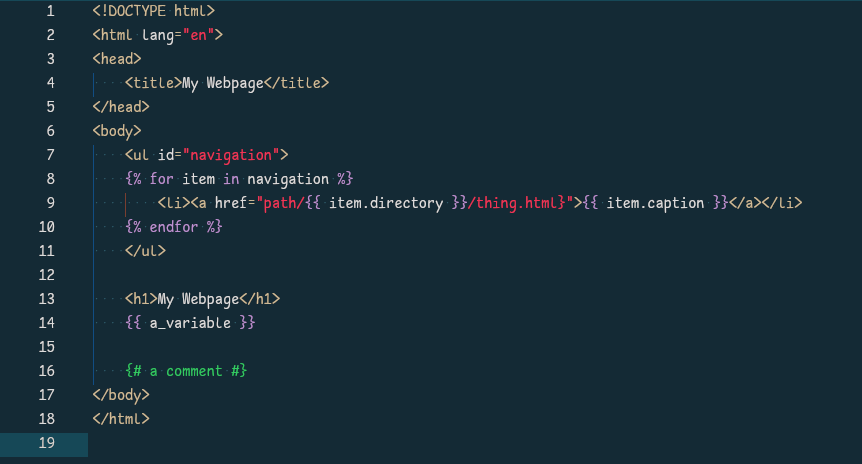 1 <!DOCTYPE html>
2 <html lang="en">
3 <head>
4 <title>My Webpage</title>
5 </head>
6 <body>
7 <ul id="navigation">
8 {% for item in navigation %}
9 <li><a href="path/{{ item.directory }}/thing.html}">{{ item.caption }}</a></li>
10 {% endfor %}
11 </ul>
12
13 <h1>My Webpage</h1>
14 {{ a_variable }}
15
16 {# a comment #}
17 </body>
18 </html>
19